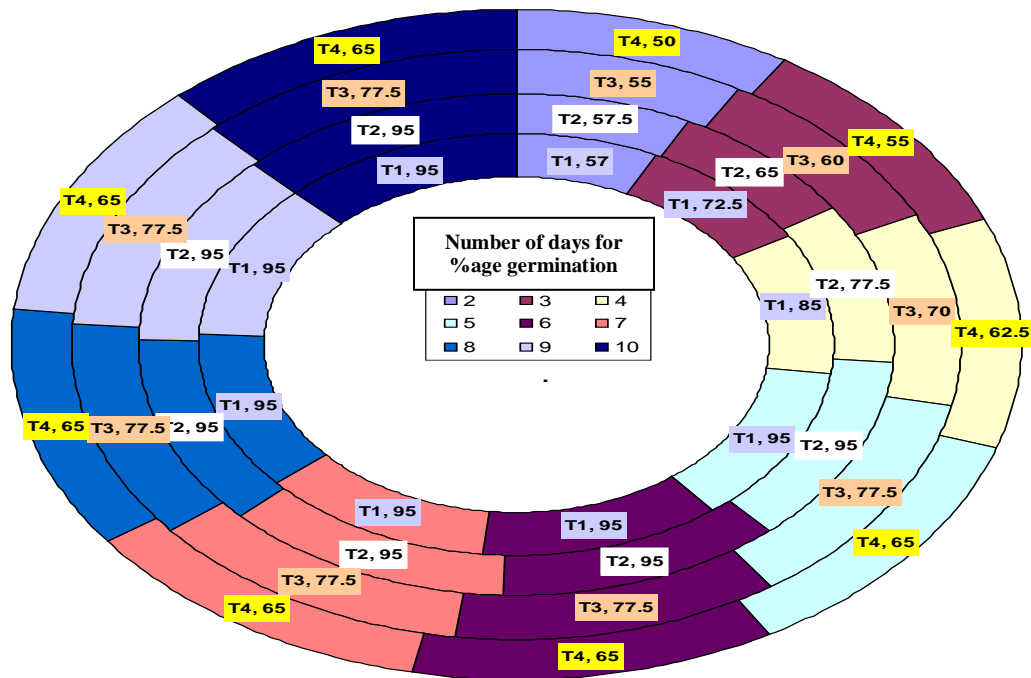 T4, 65
T4, 50
T3, 77.5
T3, 55
T2, 95
T2, 57.5
T1, 95
T1, 57
T4, 55
T3, 60
T2, 65
T1, 72.5
T4, 65
T3, 77.5
T2, 95
T1, 95
Number of days for
%age germination
2 3 4
5 6 7
8 9 10
T2, 77.5
T1, 85
T3, 70
T4, 62.5
T4, 65
T3, 77.5
T2, 95
T1, 95
T1, 95
T2, 95
T3, 77.5
T4, 65
T1, 95
T2, 95
T3, 77.5
T4, 65
T1, 95
T2, 95
T3, 77.5
T4, 65